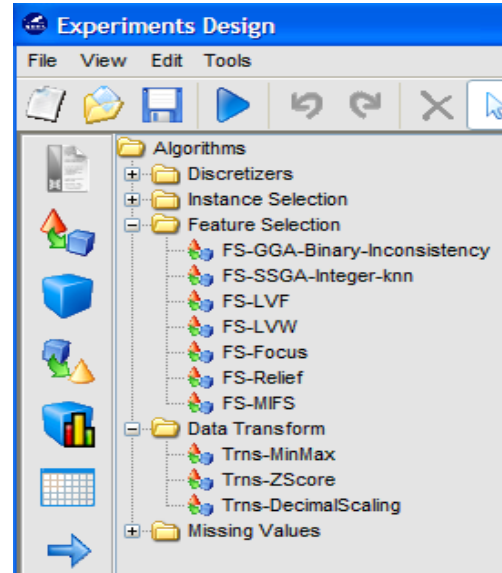 Experiments Design
File View Edit Tools
Algorithms
Discretizers
Instance Selection
Feature Selection
FS-GGA-Binary-Inconsistency
FS-SSGA-Integer-knn
FS-LVF
FS-LVW
FS-Focus
FS-Relief
FS-MIFS
Data Transform
Trns-MinMax
Trns-ZScore
Trns-DecimalScaling
Missing Values